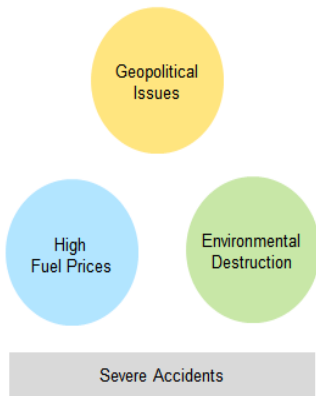 Geopolitical
Issues
High
Fuel Prices
Environmental
Destruction
Severe Accidents